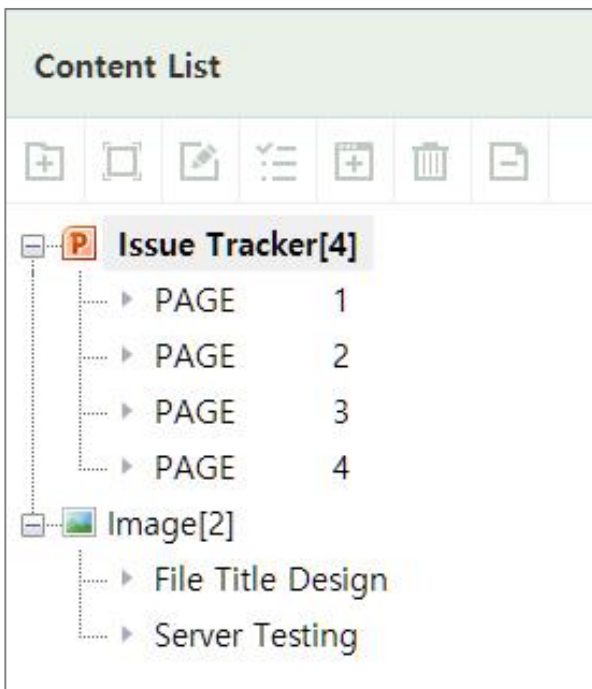 Content List
P Issue Tracker[4]
PAGE 1
PAGE 2
PAGE 3
PAGE 4
Image[2]
File Title Design
Server Testing